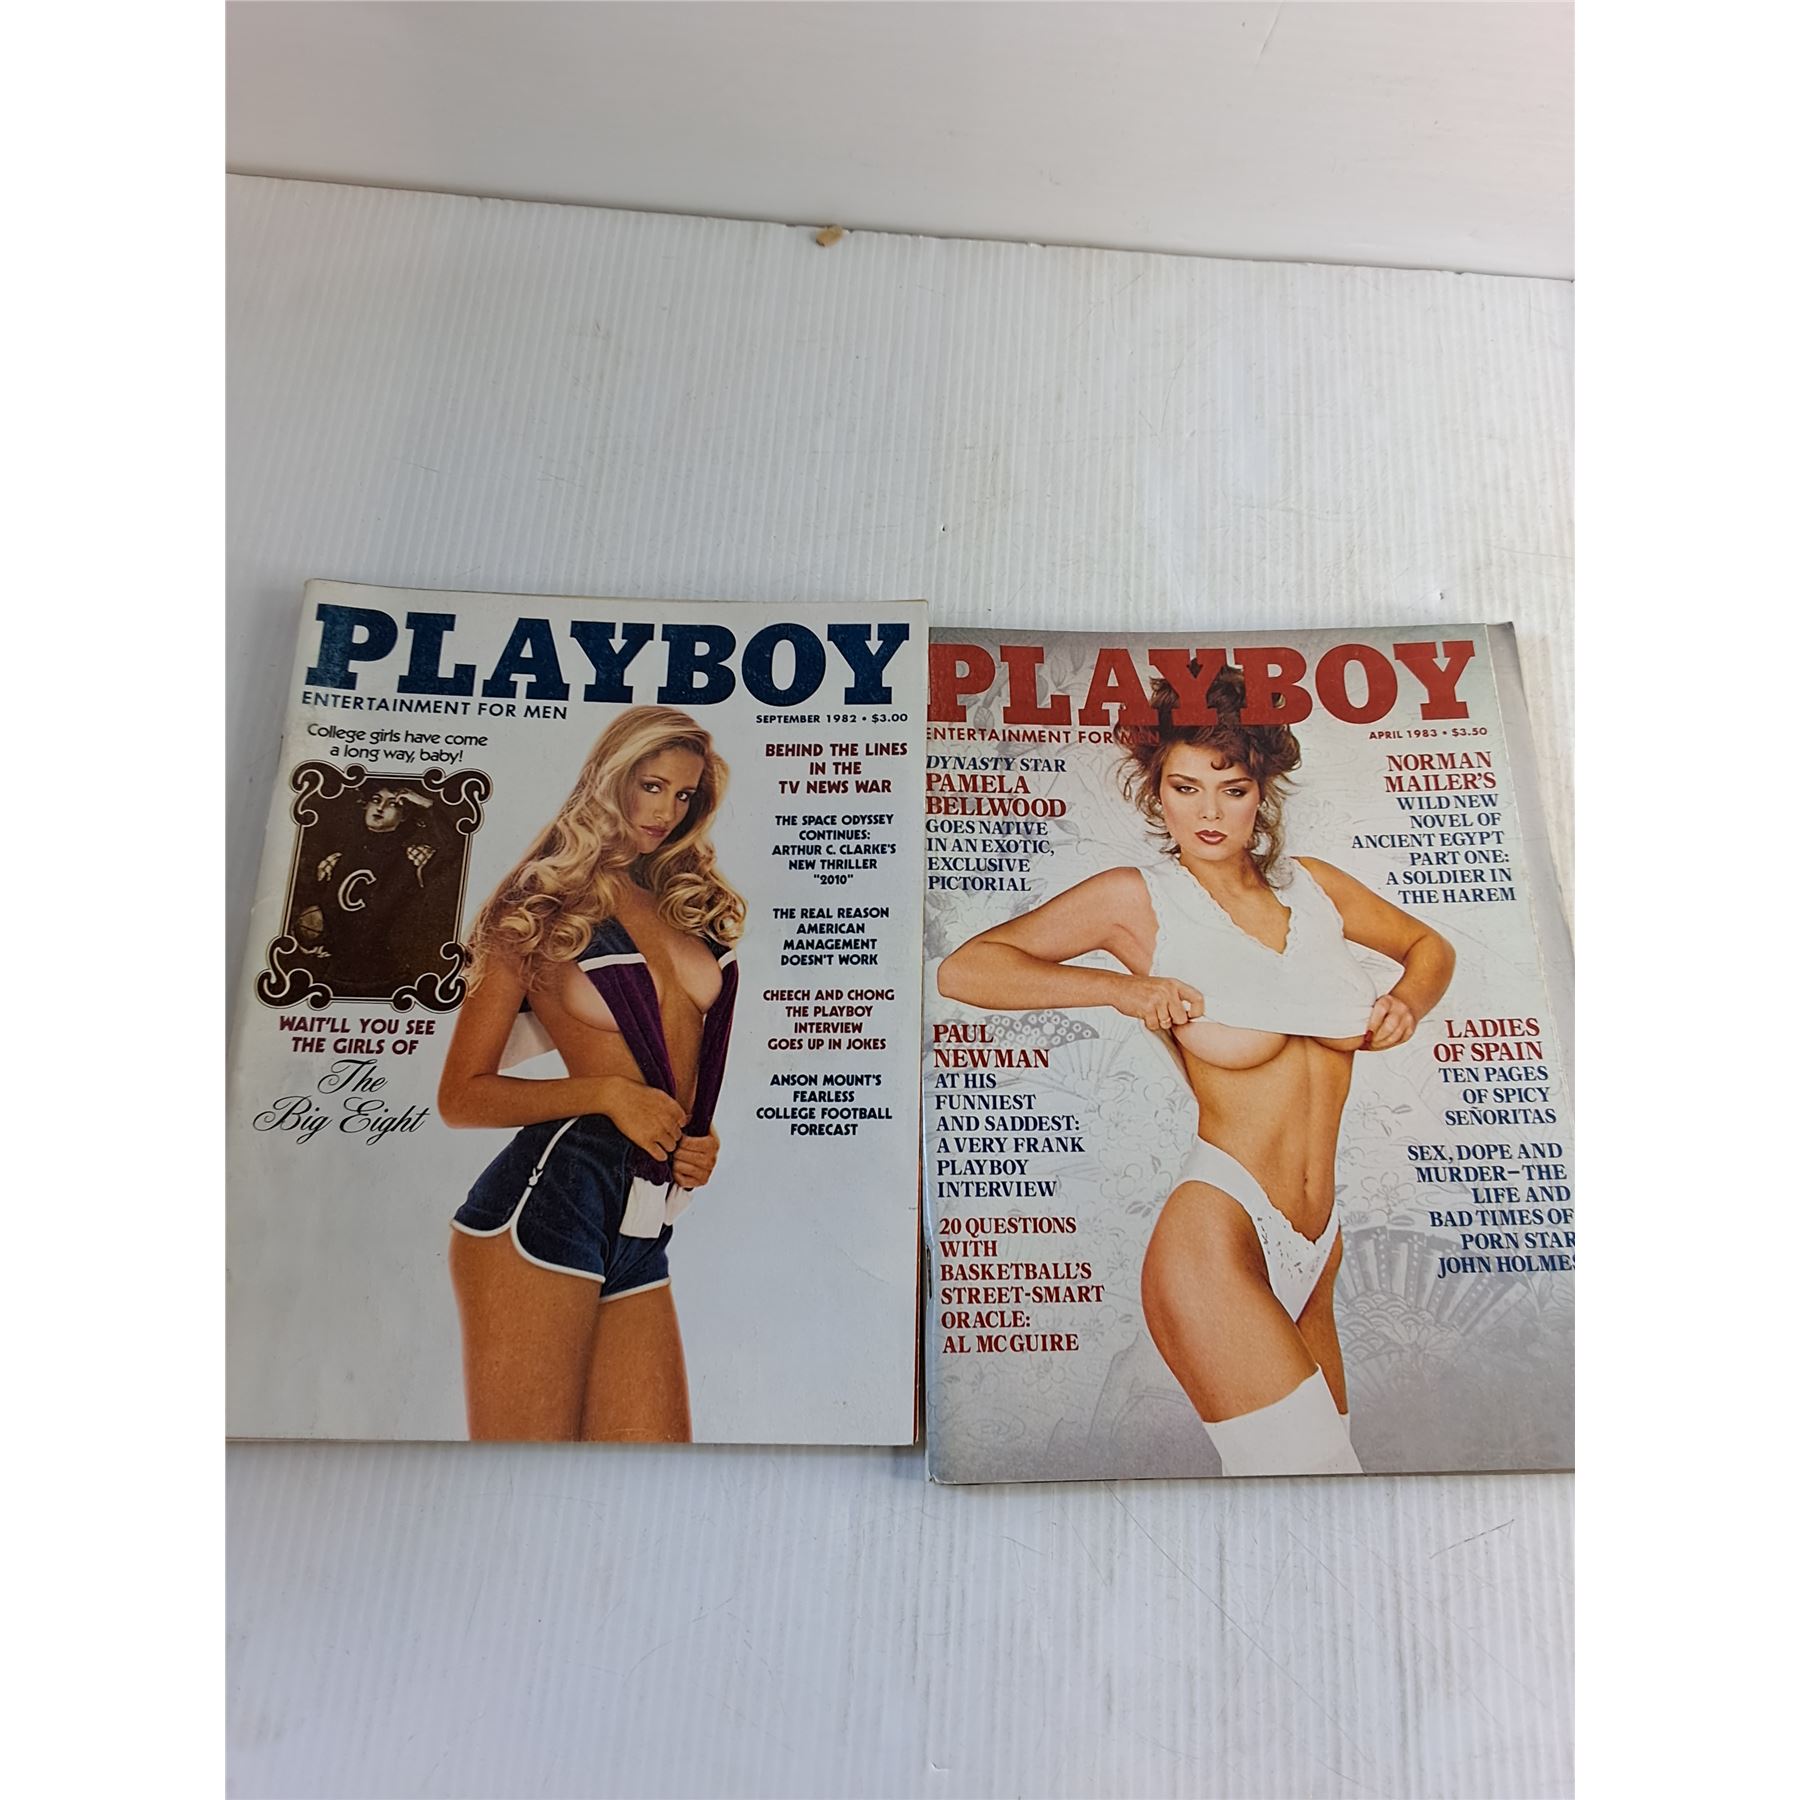 PLAYBOY
ENTERTAINMENT FOR MEN
SEPTEMBER 1982 • $3.00
College girls have come
a long way, baby!
C
WAIT'LL YOU SEE
THE GIRLS OF
The
Big Eight
BEHIND THE LINES
IN THE
TV NEWS WAR
THE SPACE ODYSSEY
CONTINUES:
ARTHUR C. CLARKE'S
NEW THRILLER
"2010"
THE REAL REASON
AMERICAN
MANAGEMENT
DOESN'T WORK
CHEECH AND CHONG
THE PLAYBOY
INTERVIEW
GOES UP IN JOKES
ANSON MOUNT'S
FEARLESS
COLLEGE FOOTBALL
FORECAST
PLAYBOY
ENTERTAINMENT FOR MEN
APRIL 1983 • $3.50
DYNASTY STAR
PAMELA
BELLWOOD
GOES NATIVE
IN AN EXOTIC,
EXCLUSIVE
PICTORIAL
PAUL
NEWMAN
AT HIS
FUNNIEST
AND SADDEST:
A VERY FRANK
PLAYBOY
INTERVIEW
20 QUESTIONS
WITH
BASKETBALL'S
STREET-SMART
ORACLE:
AL MCGUIRE
NORMAN
MAILER'S
WILD NEW
NOVEL OF
ANCIENT EGYPT
PART ONE:
A SOLDIER IN
THE HAREM
LADIES
OF SPAIN
TEN PAGES
OF SPICY
SEÑORITAS
SEX, DOPE AND
MURDER—THE
LIFE AND
BAD TIMES OF
PORN STAR
JOHN HOLMES